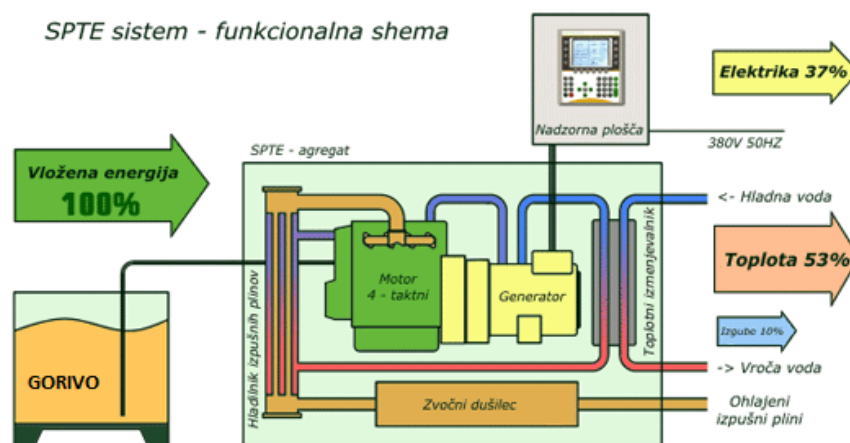 SPTE sistem - funkcionalna shema
Elektrika 37%
Nadzorna plošča
380V 50HZ
SPTE - agregat
Vložena energija
100%
<- Hladna voda
Toplota 53%
Motor
4 - taktni
Generator
Hladilnik izpušnih plinov
Toplotni izmenjevalnik
Izgube 10%
-> Vroča voda
GORIVO
Zvočni dušilec
Ohlajeni
izpušni plini